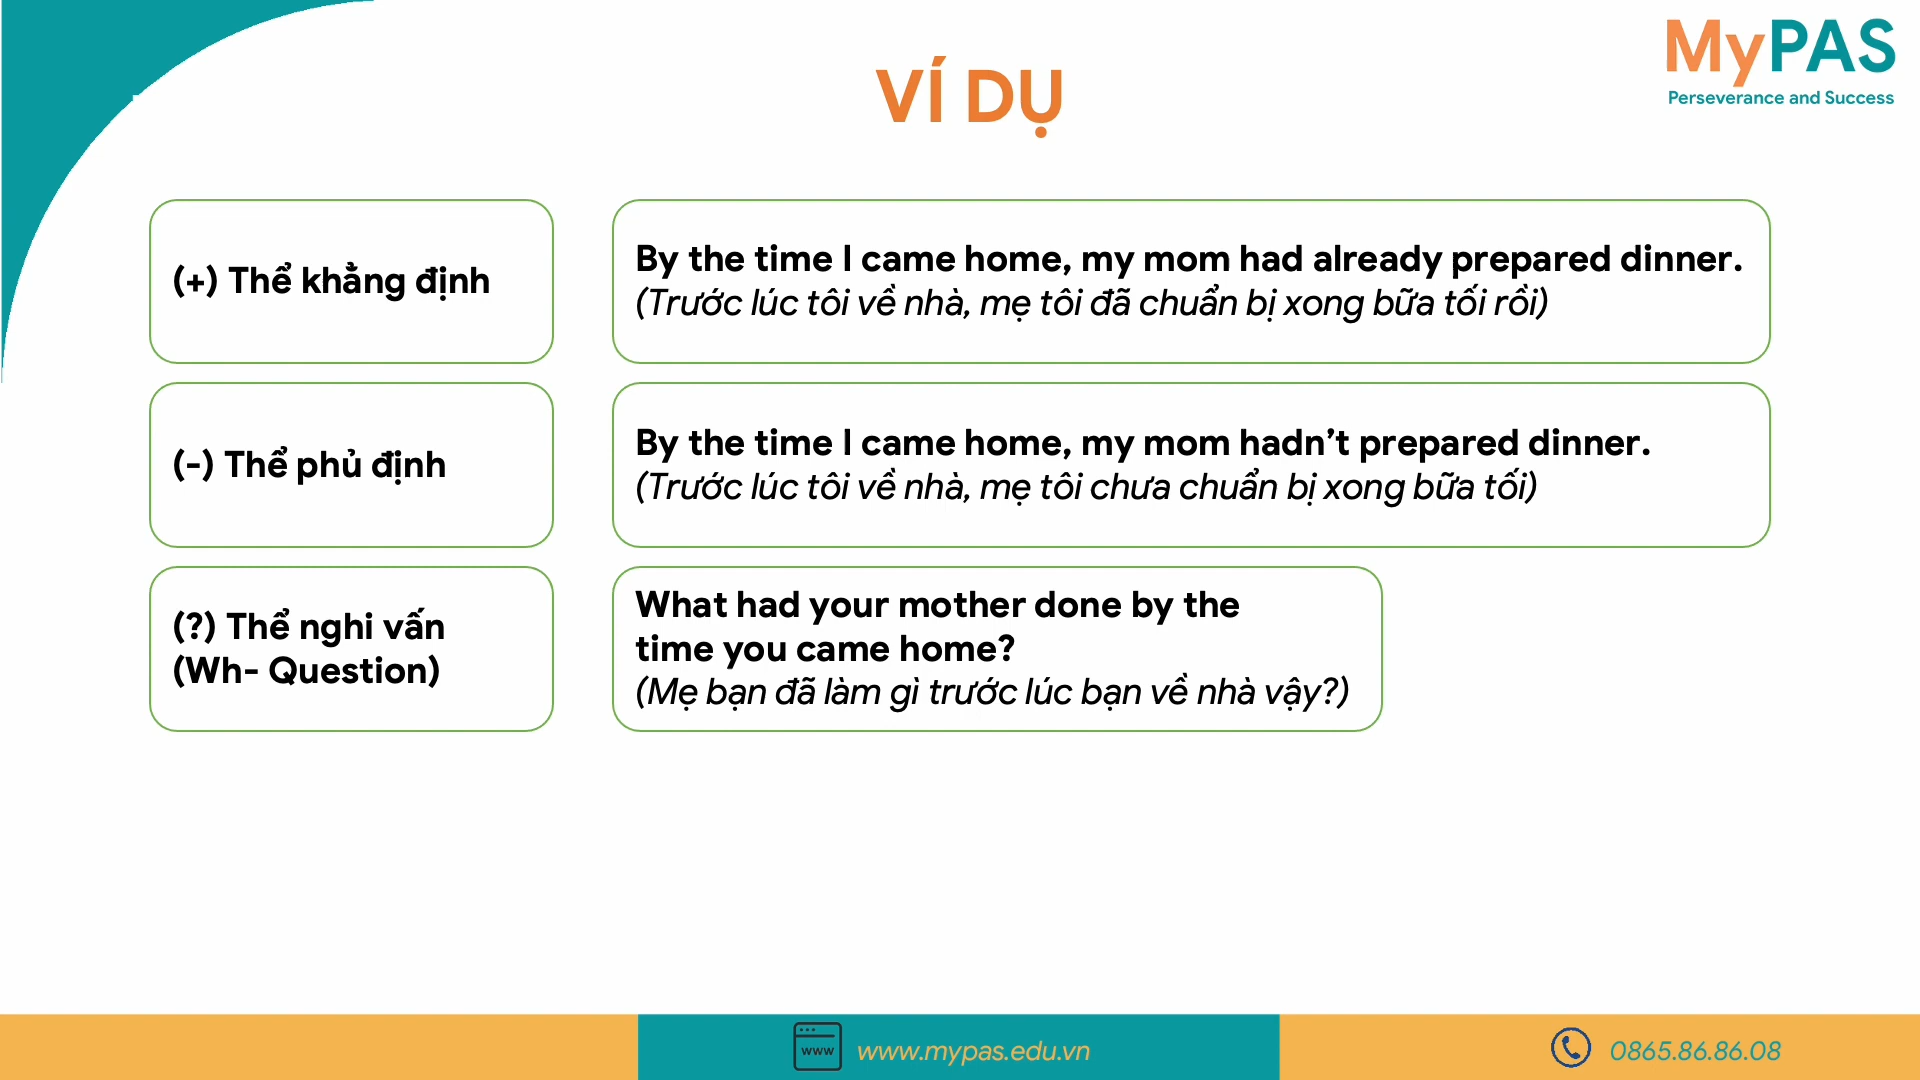 MyPAS
Perseverance and Success
VÍ DỤ
(+) Thể khẳng định
By the time I came home, my mom had already prepared dinner.
(Trước lúc tôi về nhà, mẹ tôi đã chuẩn bị xong bữa tối rồi)
(-) Thể phủ định
By the time I came home, my mom hadn’t prepared dinner.
(Trước lúc tôi về nhà, mẹ tôi chưa chuẩn bị xong bữa tối)
(?) Thể nghi vấn
(Wh- Question)
What had your mother done by the
time you came home?
(Mẹ bạn đã làm gì trước lúc bạn về nhà vậy?)
www
www.mypas.edu.vn
0865.86.86.08